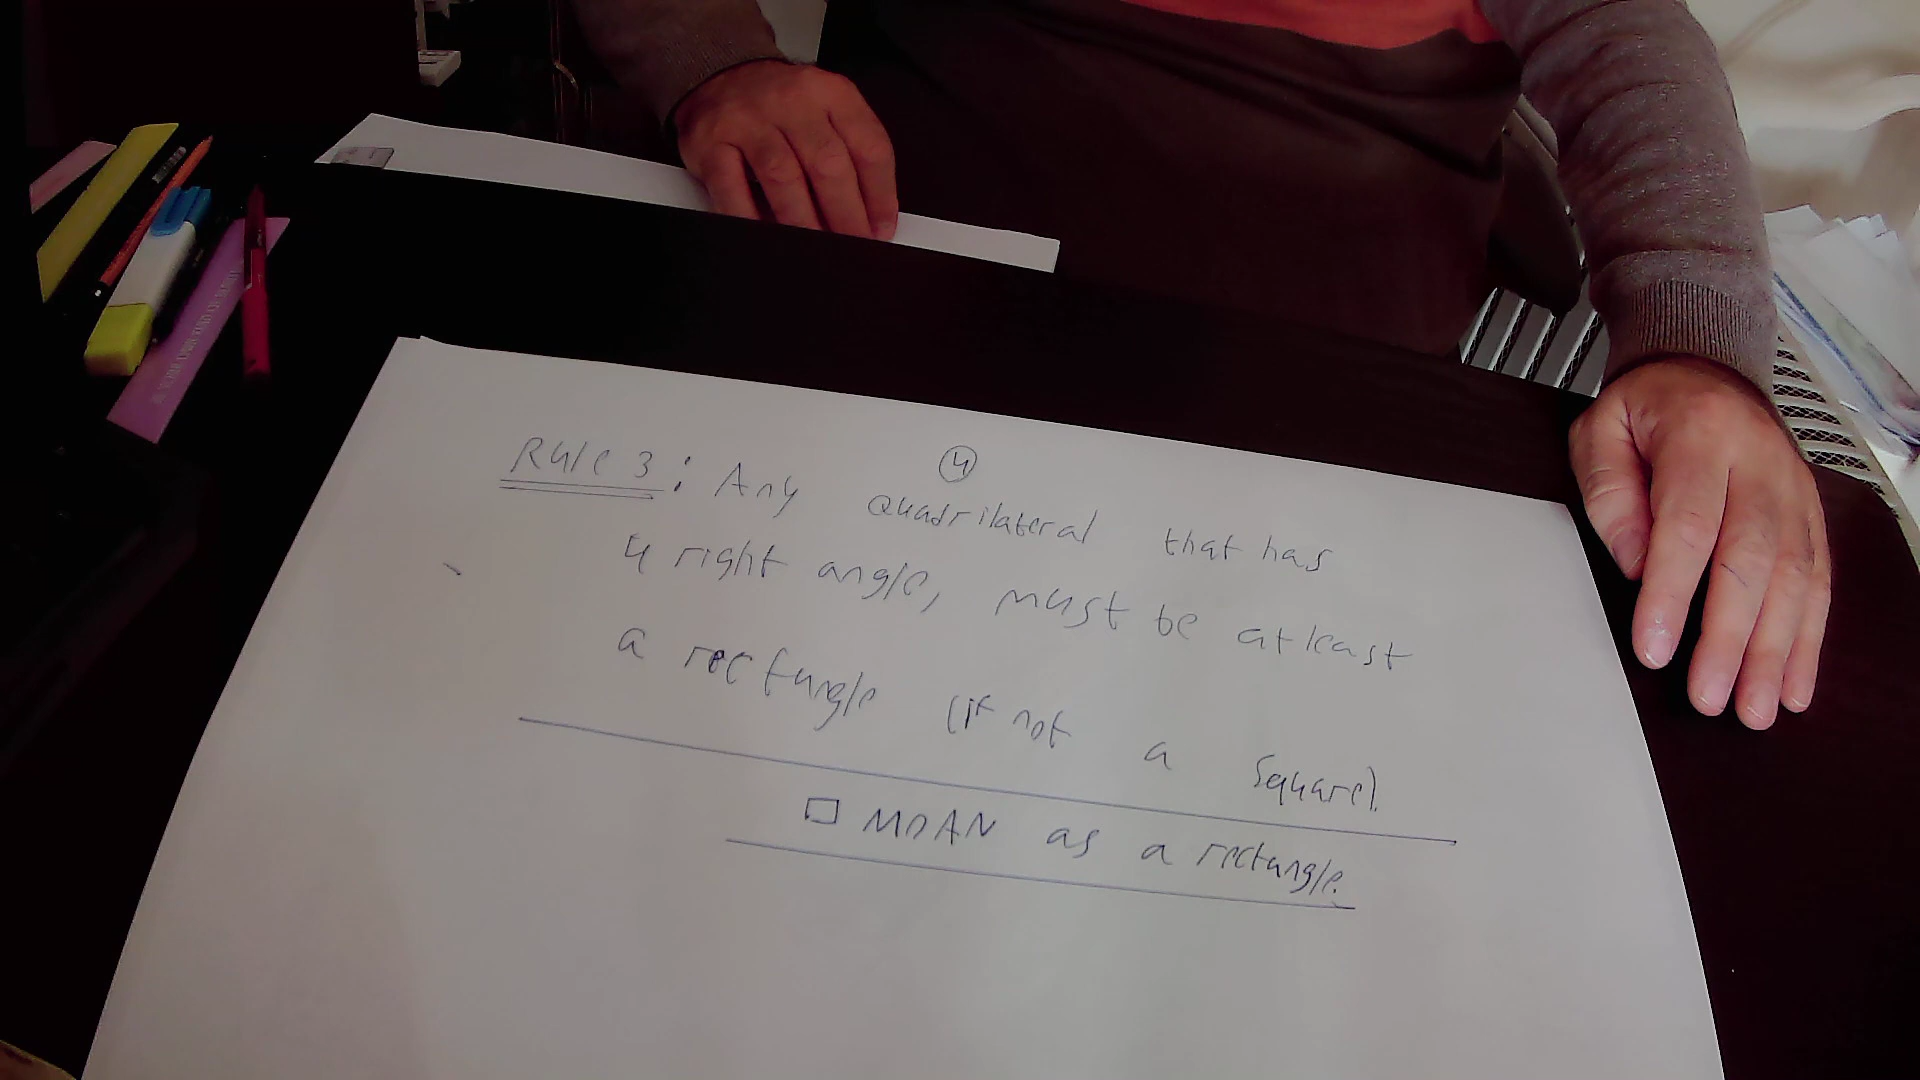 ④
Rule 3: Any quadrilateral that has
4 right angle, must be atleast
a rectangle (if not a square).
□ MOAN as a rectangle.